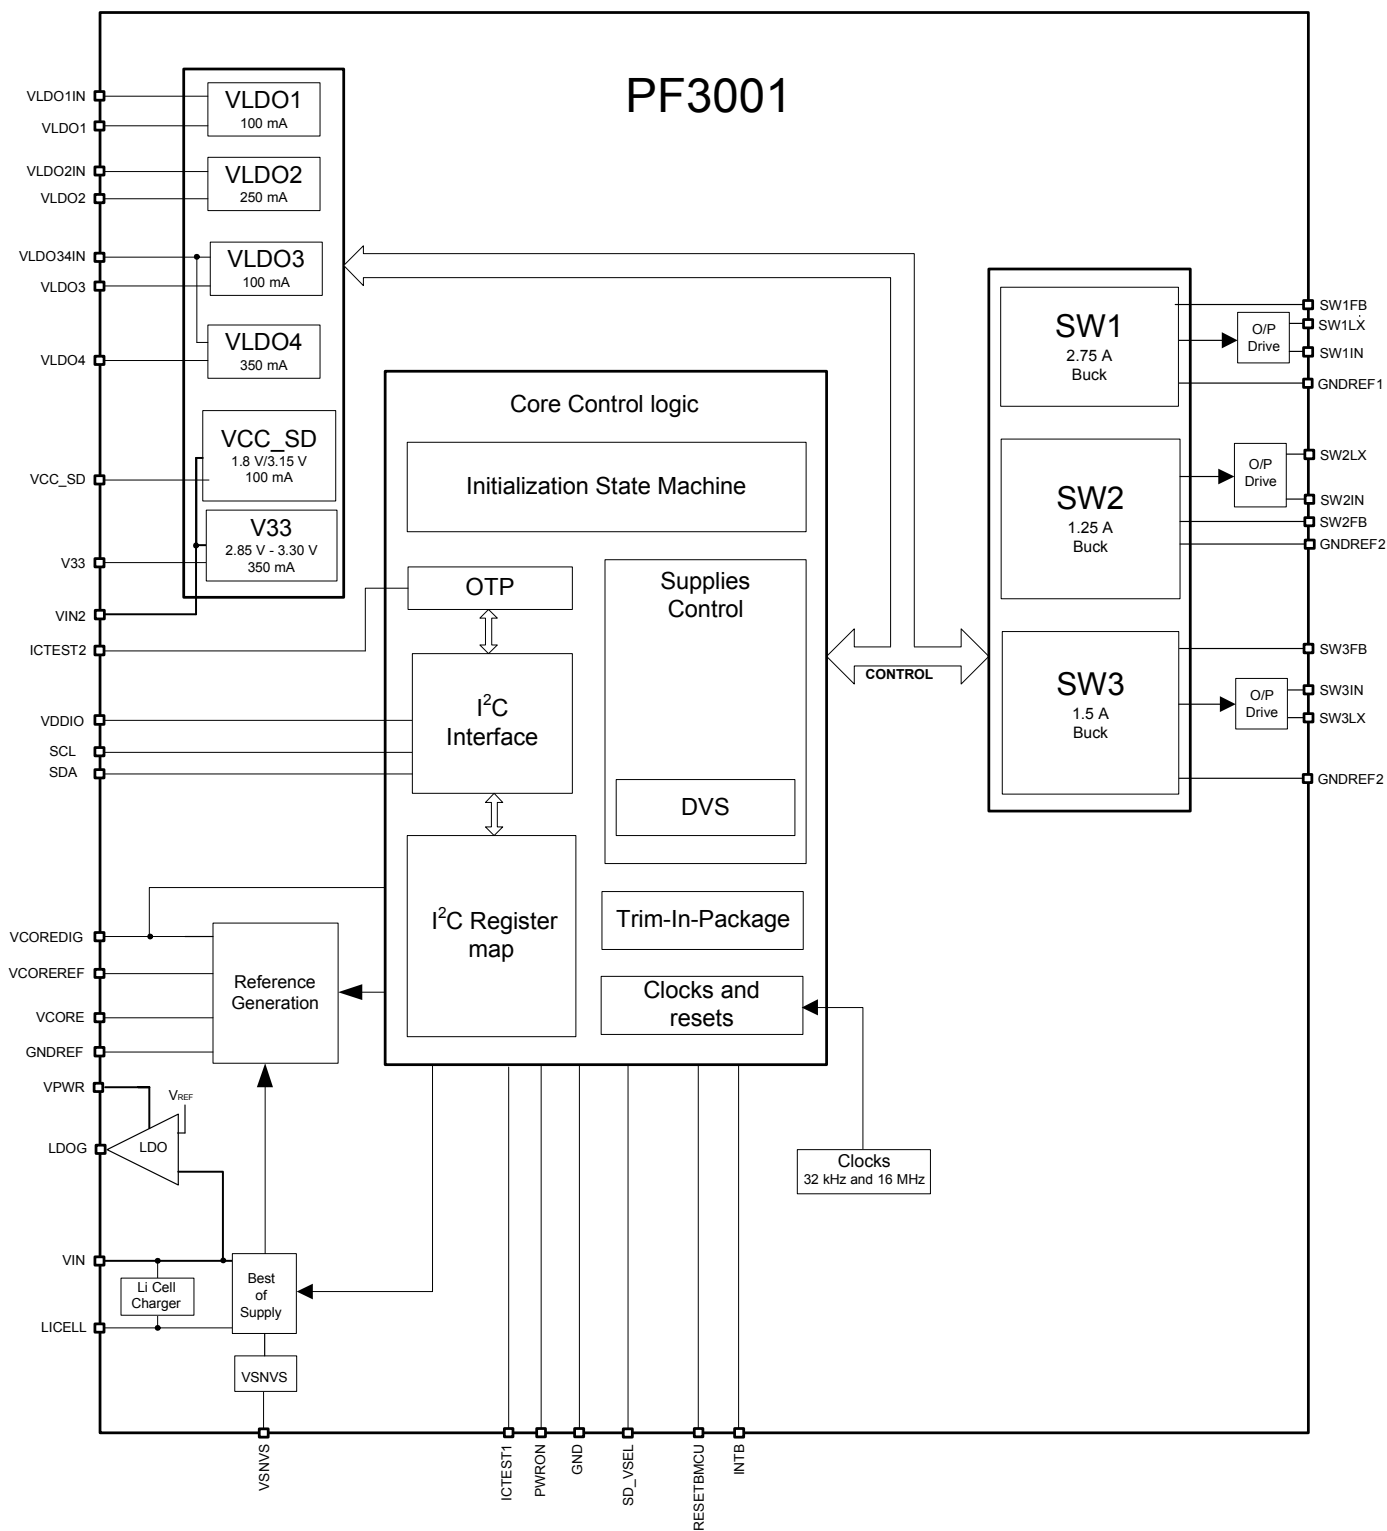 PF3001
VLDO1IN
VLDO1
VLDO2IN
VLDO2
VLDO34IN
VLDO3
VLDO4
VCC_SD
V33
VIN2
ICTEST2
VDDIO
SCL
SDA
VCOREDIG
VCOREREF
VCORE
GNDREF
VPWR
LDOG
VIN
LICELL
VLDO1
100 mA
VLDO2
250 mA
VLDO3
100 mA
VLDO4
350 mA
VCC_SD
1.8 V/3.15 V
100 mA
V33
2.85 V - 3.30 V
350 mA
Core Control logic
Initialization State Machine
OTP
I²C
Interface
I²C Register
map
Supplies
Control
DVS
Trim-In-Package
Clocks and
resets
CONTROL
SW1
2.75 A
Buck
SW2
1.25 A
Buck
SW3
1.5 A
Buck
O/P
Drive
O/P
Drive
O/P
Drive
SW1FB
SW1LX
SW1IN
GNDREF1
SW2LX
SW2IN
SW2FB
GNDREF2
SW3FB
SW3IN
SW3LX
GNDREF2
Reference
Generation
VREF
LDO
Li Cell
Charger
Best
of
Supply
VSNVS
Clocks
32 kHz and 16 MHz
VSNVS
ICTEST1
PWRON
GND
SD_VSEL
RESETBMCU
INTB